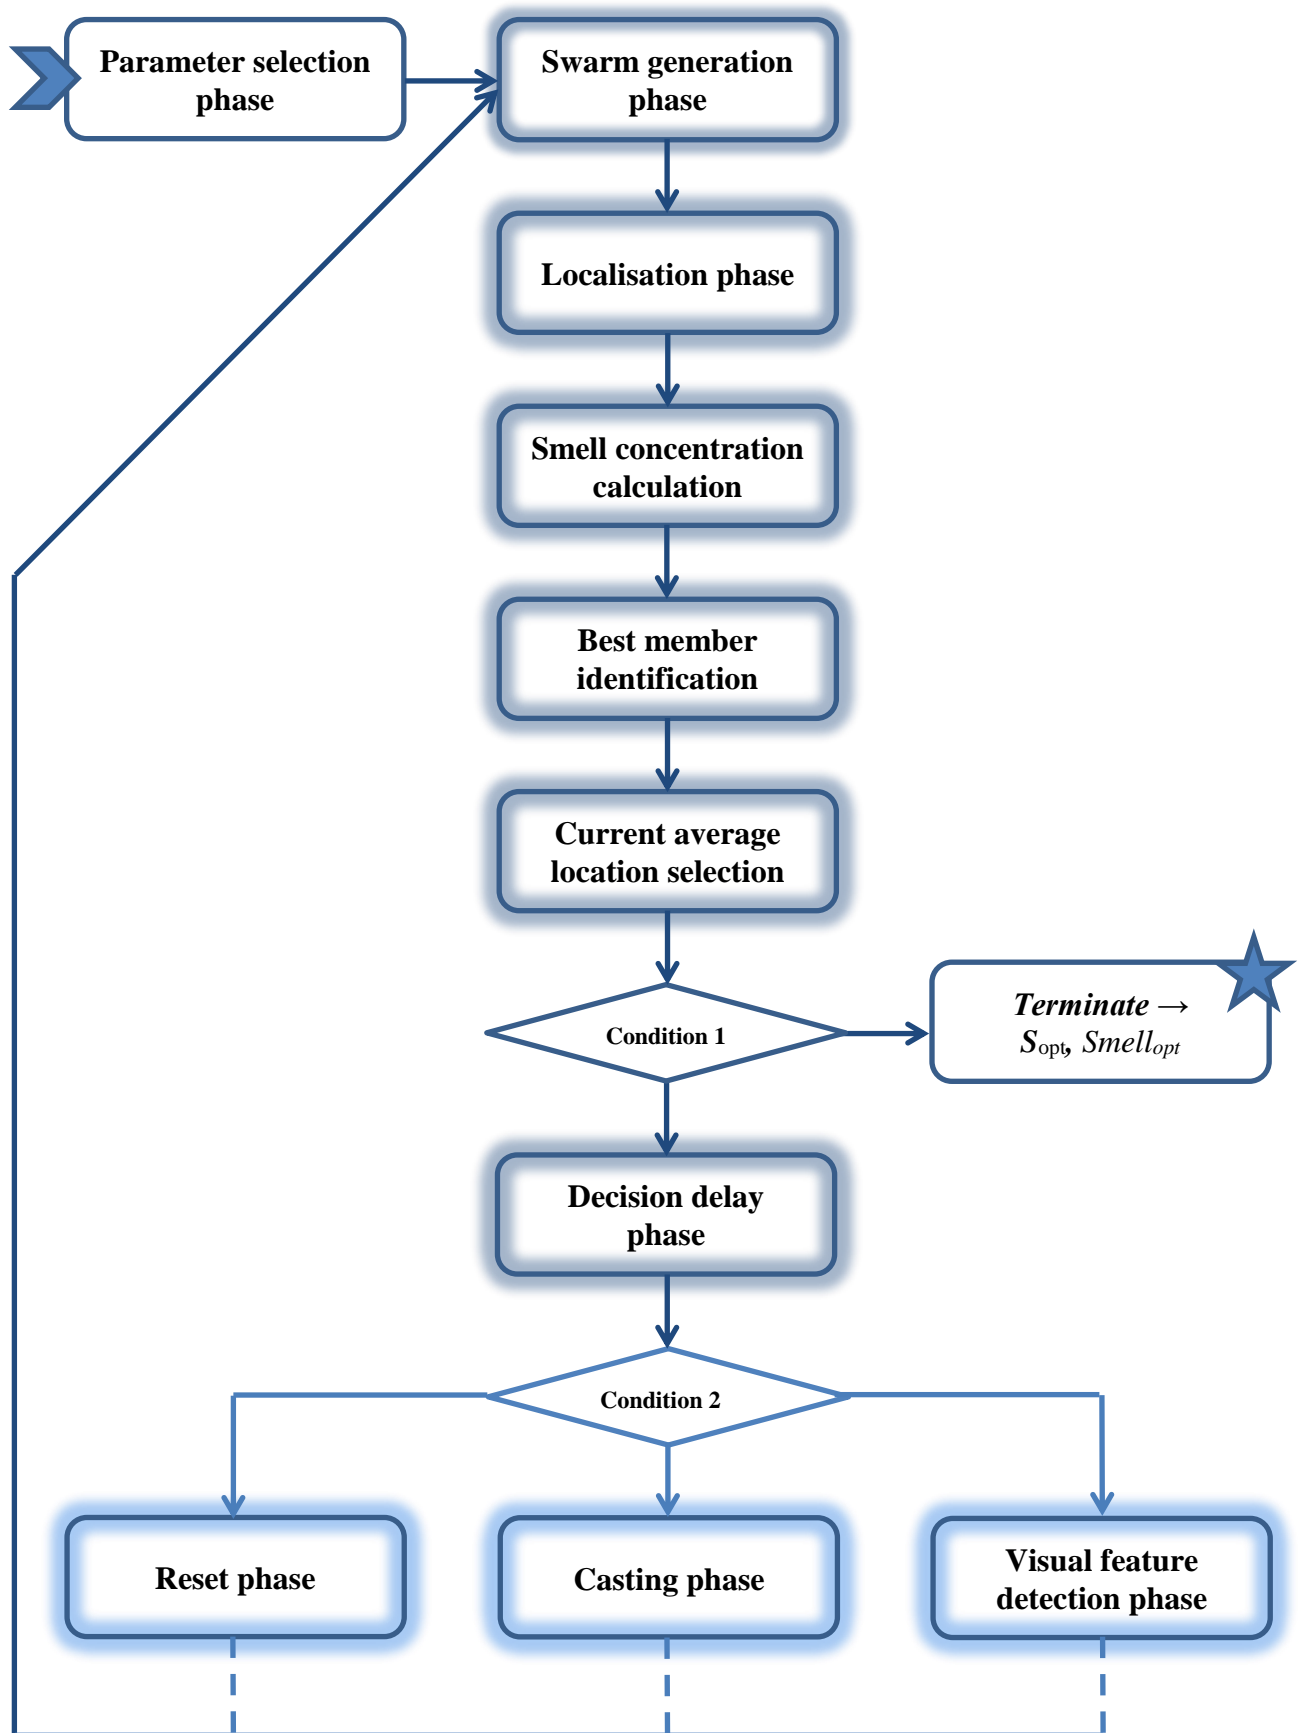 Parameter selection
phase
Swarm generation
phase
Localisation phase
Smell concentration
calculation
Best member
identification
Current average
location selection
Condition 1
Terminate →
Sopt, Smellopt
Decision delay
phase
Condition 2
Reset phase
Casting phase
Visual feature
detection phase